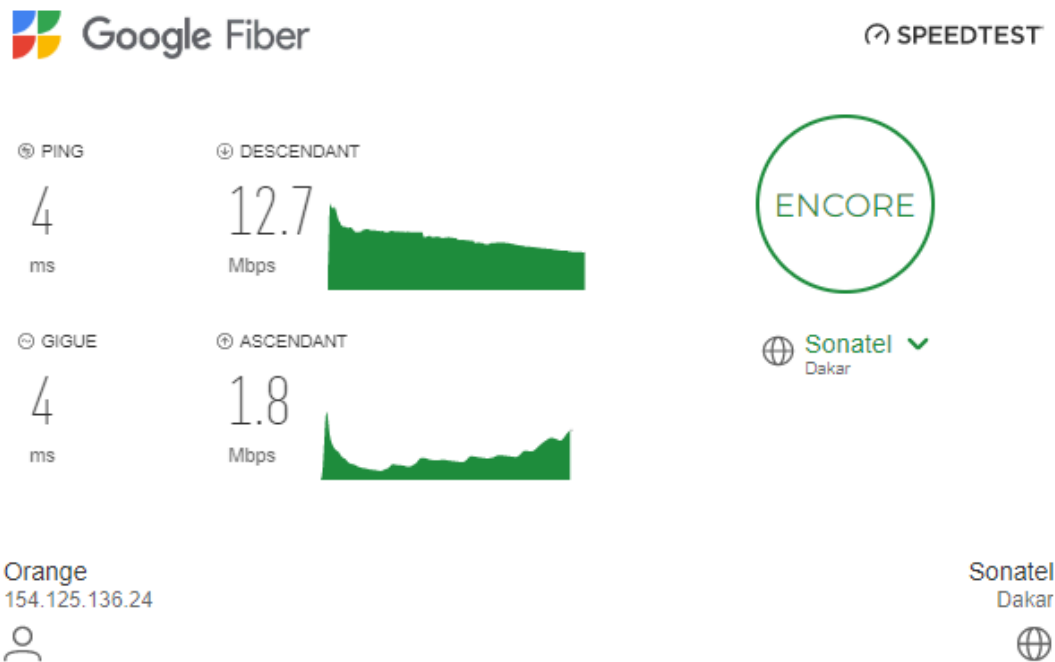 Google Fiber
SPEEDTEST
PING
4
ms
DESCENDANT
12.7
Mbps
GIGUE
4
ms
ASCENDANT
1.8
Mbps
ENCORE
Sonatel
Dakar
Orange
154.125.136.24
Sonatel
Dakar